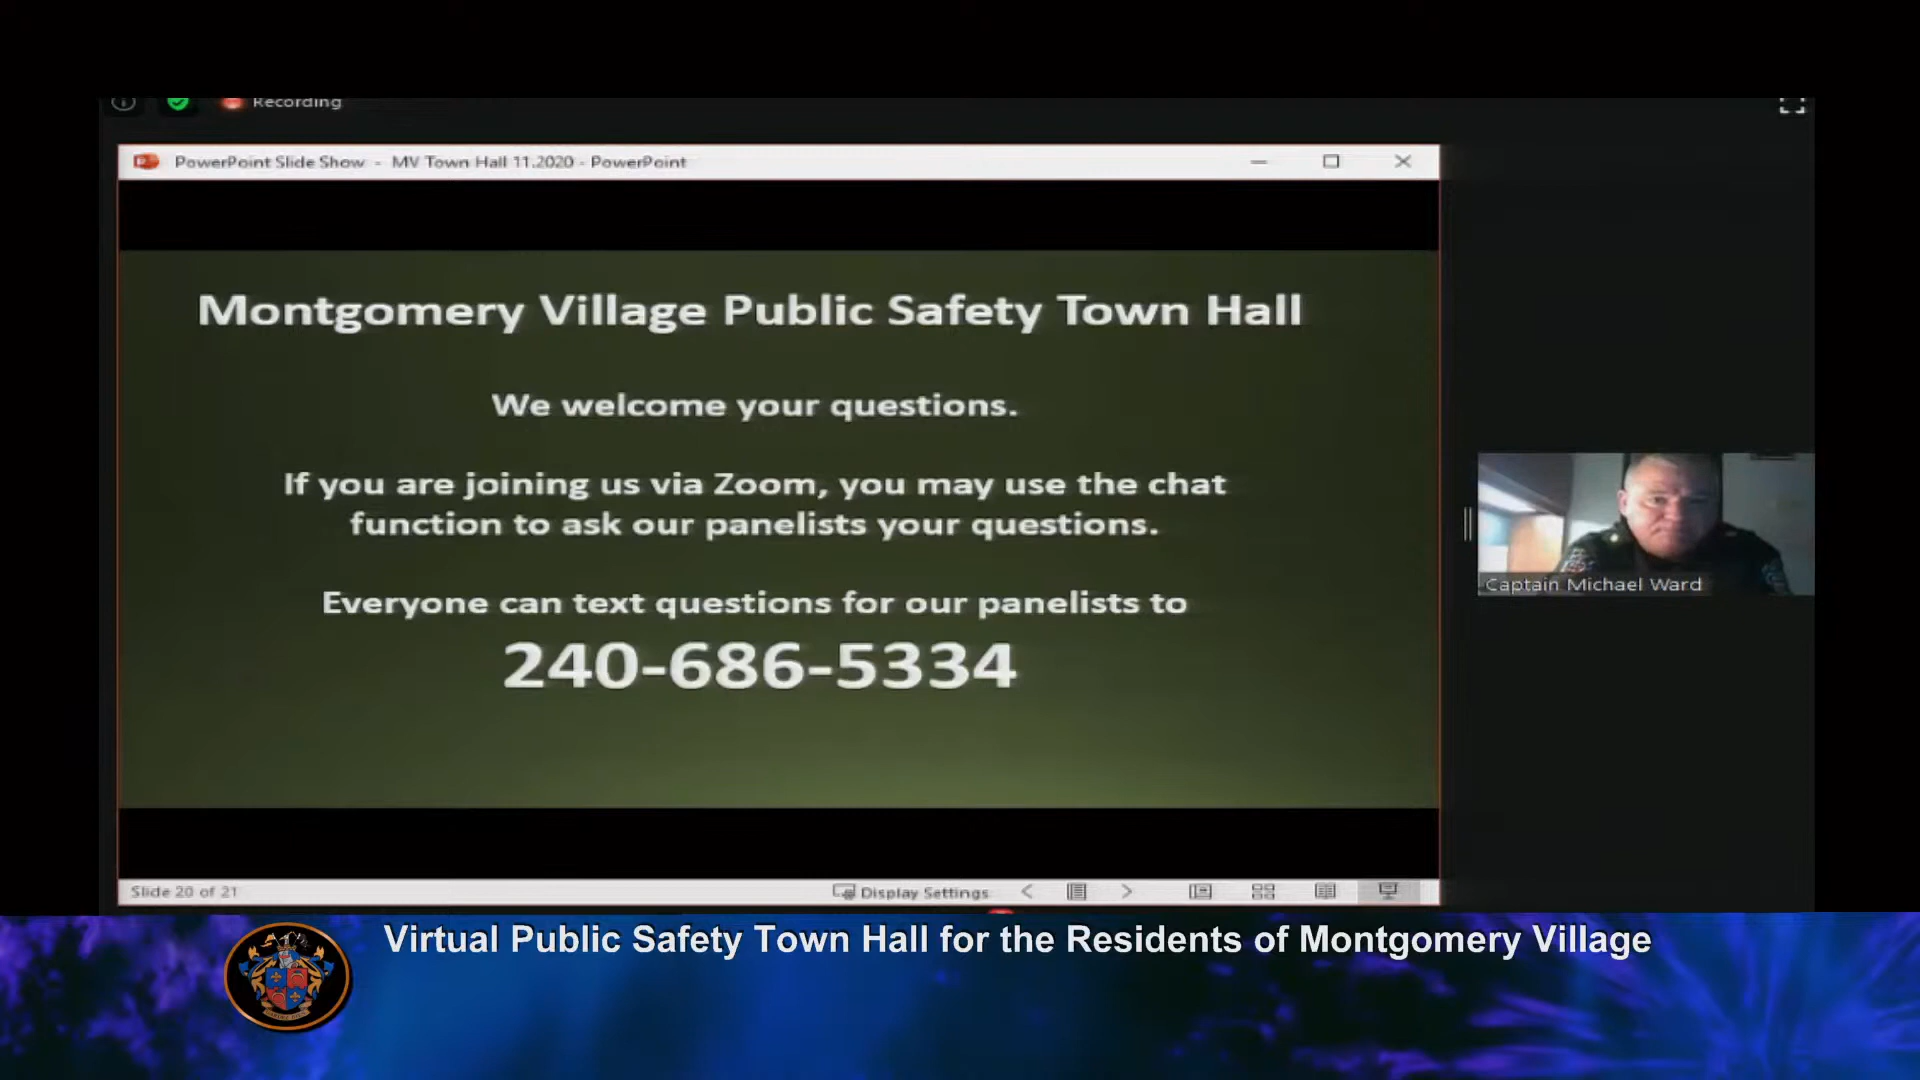 Recording
PowerPoint Slide Show - MV Town Hall 11.2020 - PowerPoint
Montgomery Village Public Safety Town Hall
We welcome your questions.
If you are joining us via Zoom, you may use the chat
function to ask our panelists your questions.
Everyone can text questions for our panelists to
240-686-5334
Captain Michael Ward
Slide 20 of 21
Display Settings
Virtual Public Safety Town Hall for the Residents of Montgomery Village